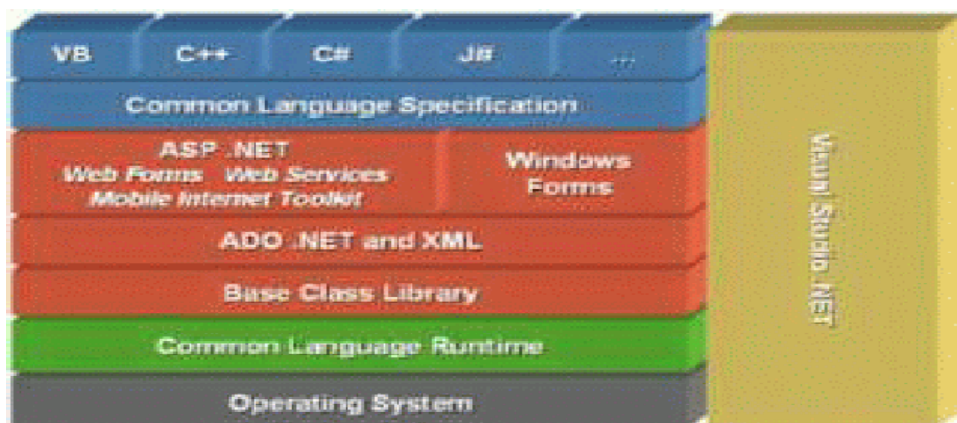 VB C++ C# J# ...
Common Language Specification
ASP .NET
Web Forms Web Services
Mobile Internet Toolkit
Windows
Forms
ADO .NET and XML
Base Class Library
Common Language Runtime
Operating System
Visual Studio .NET